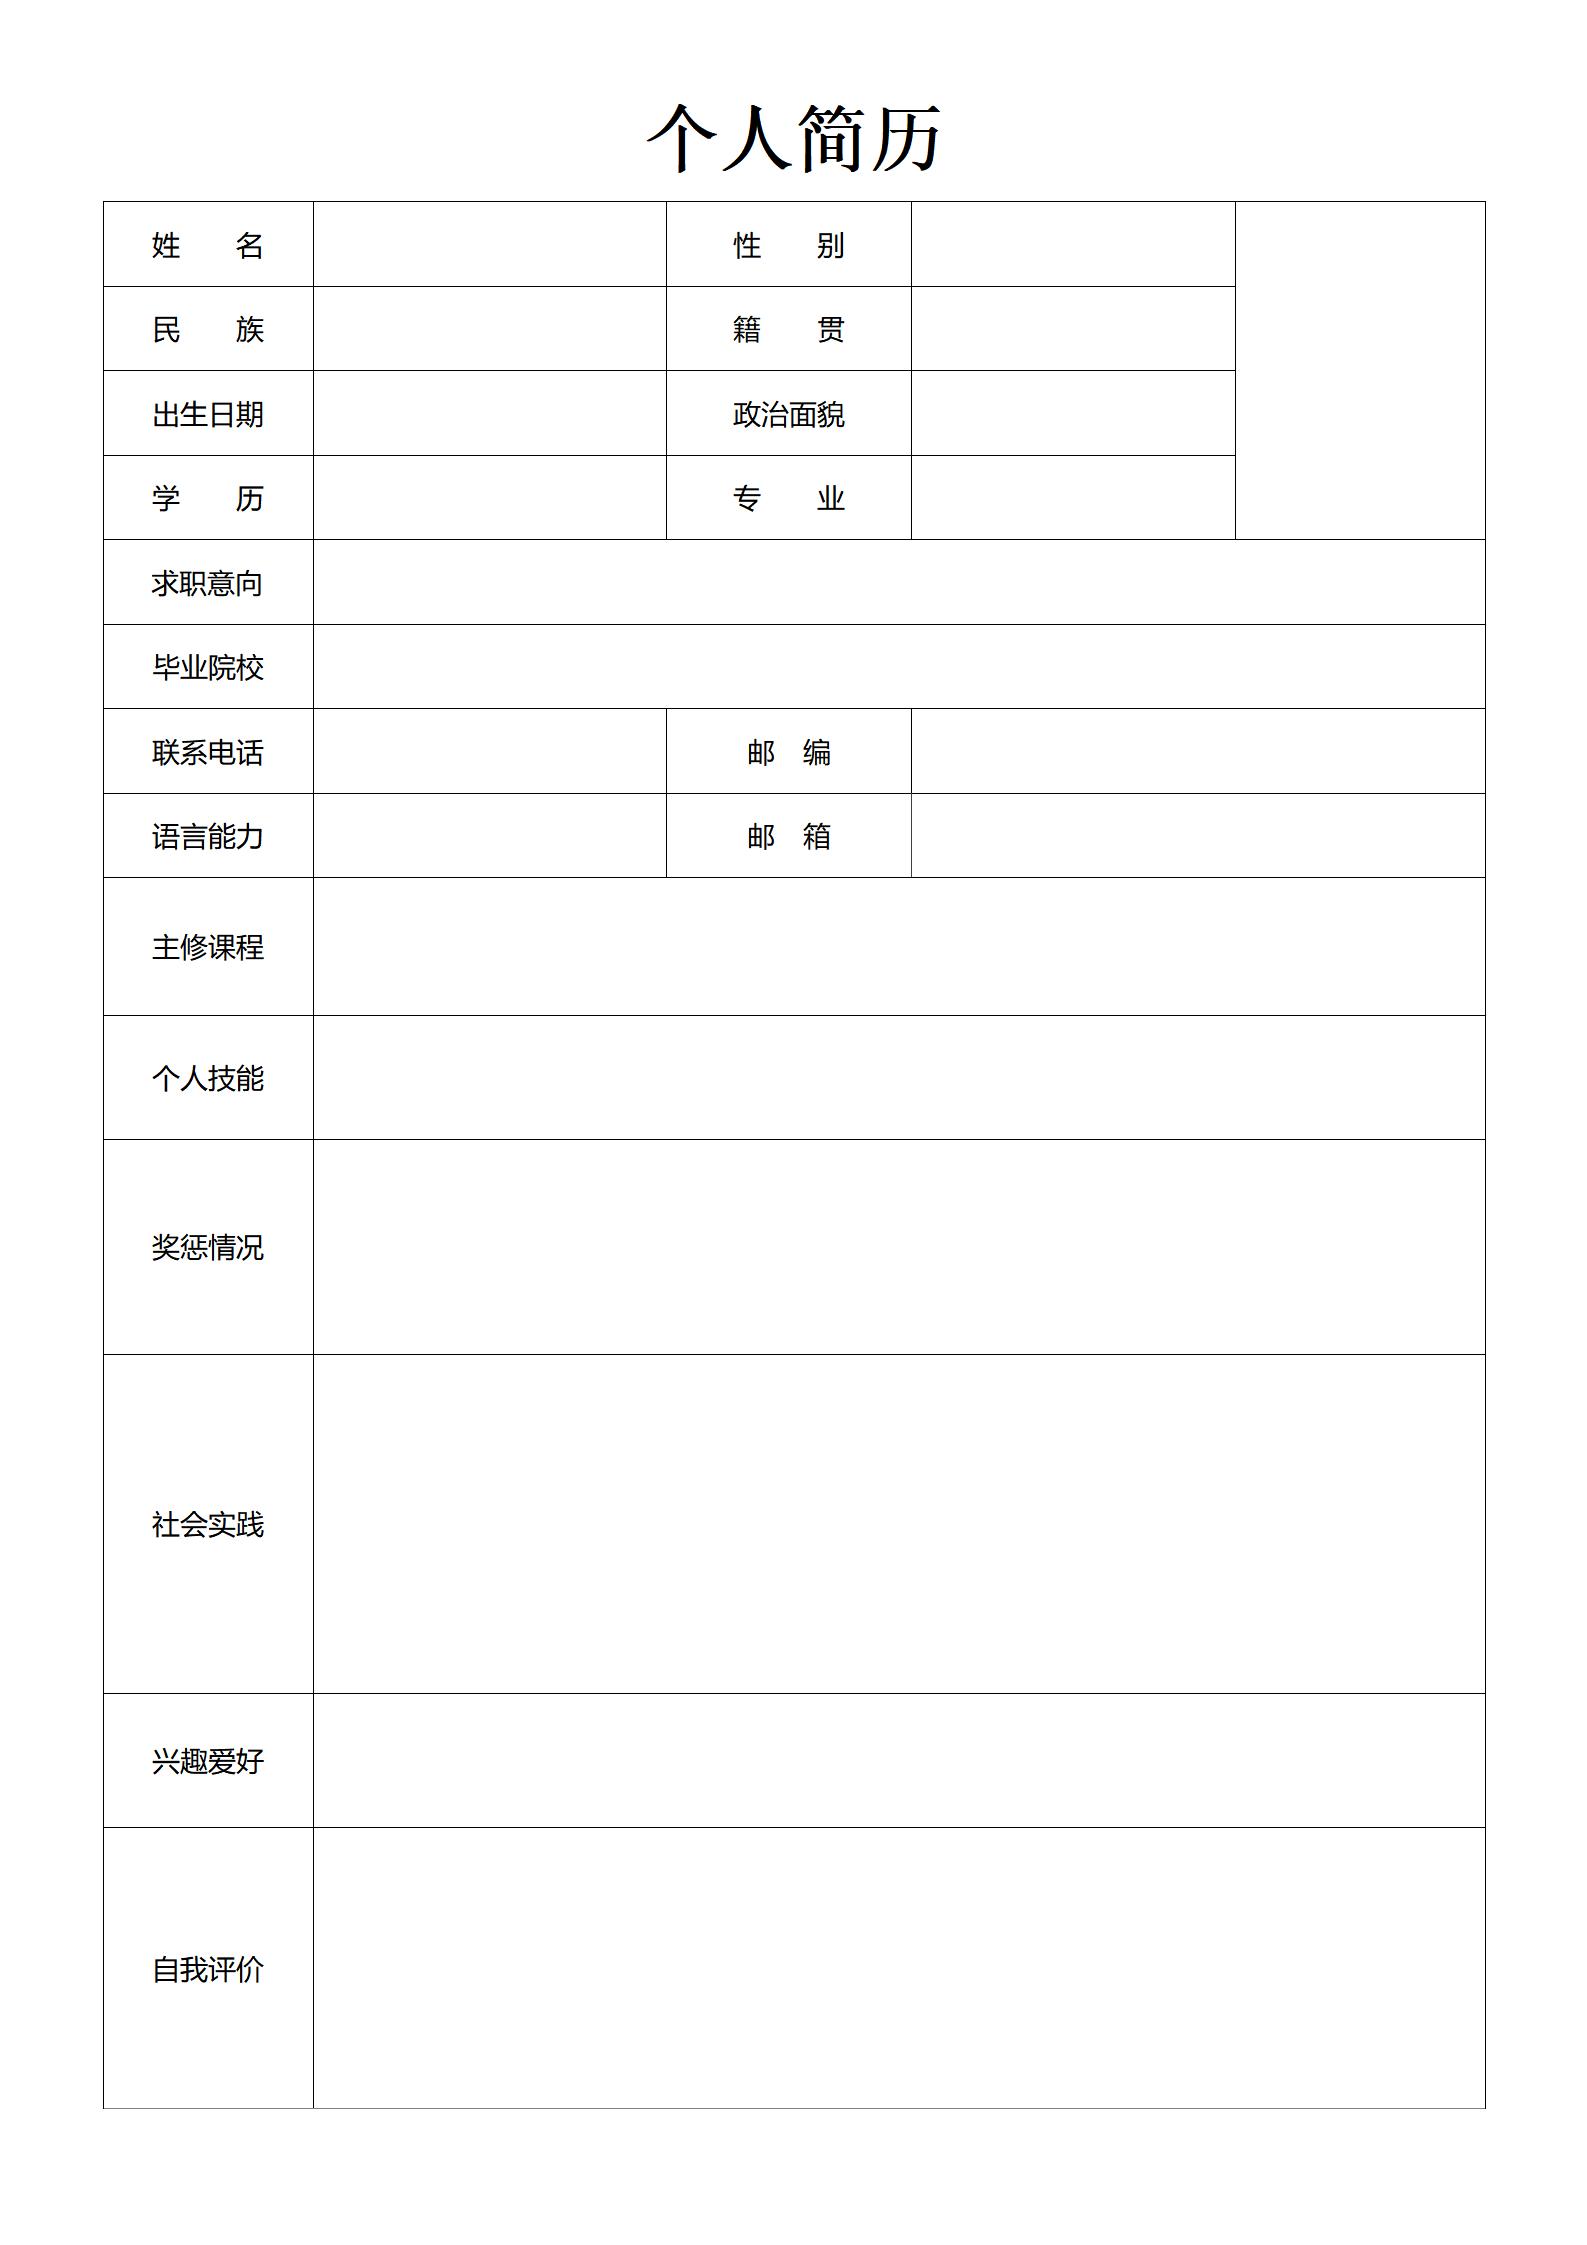 个人简历
姓　　名　性　　别
民　　族　籍　　贯
出生日期　政治面貌
学　　历　专　　业
求职意向
毕业院校
联系电话　邮　编
语言能力　邮　箱
主修课程
个人技能
奖惩情况
社会实践
兴趣爱好
自我评价